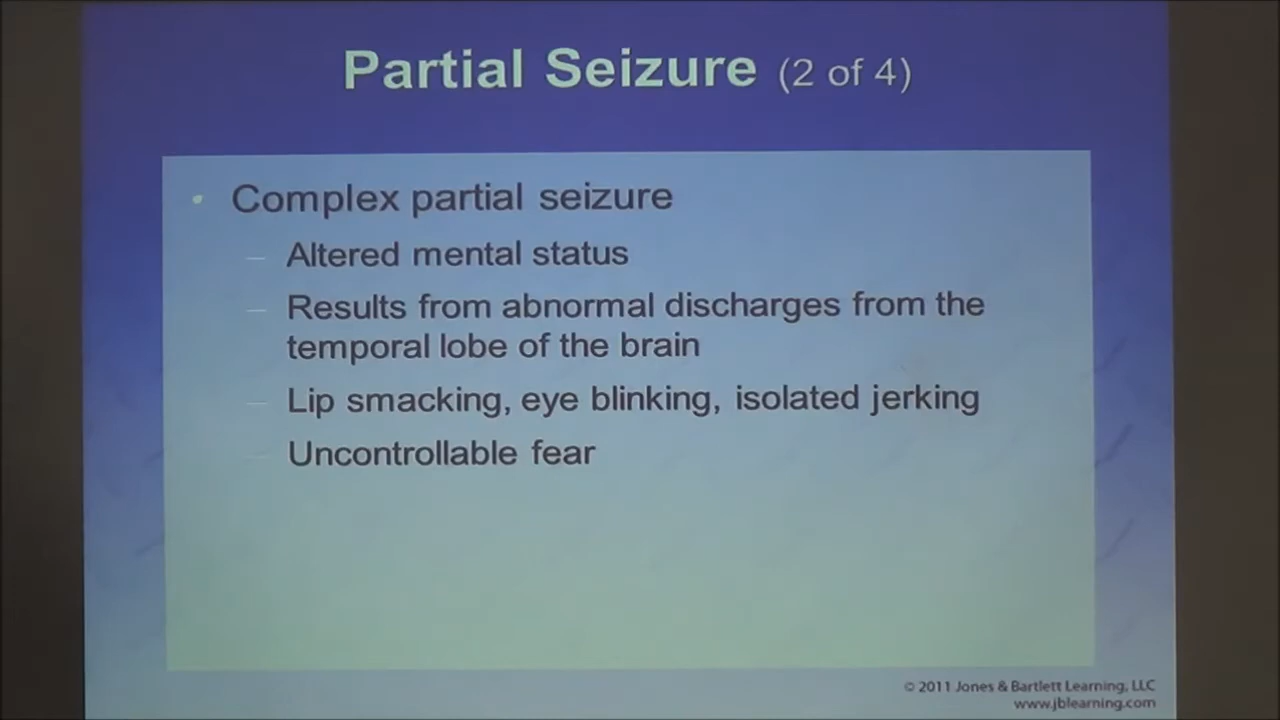 Partial Seizure (2 of 4)
• Complex partial seizure
– Altered mental status
– Results from abnormal discharges from the
temporal lobe of the brain
– Lip smacking, eye blinking, isolated jerking
– Uncontrollable fear
© 2011 Jones & Bartlett Learning, LLC
www.jblearning.com